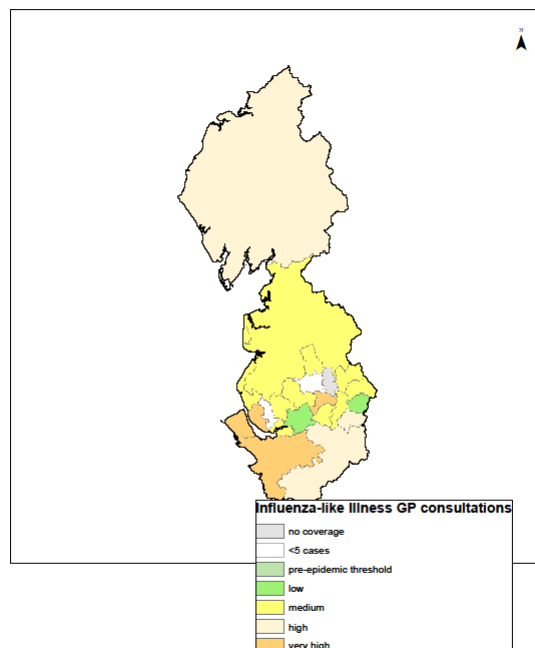 N
Influenza-like Illness GP consultations
no coverage
<5 cases
pre-epidemic threshold
low
medium
high
very high